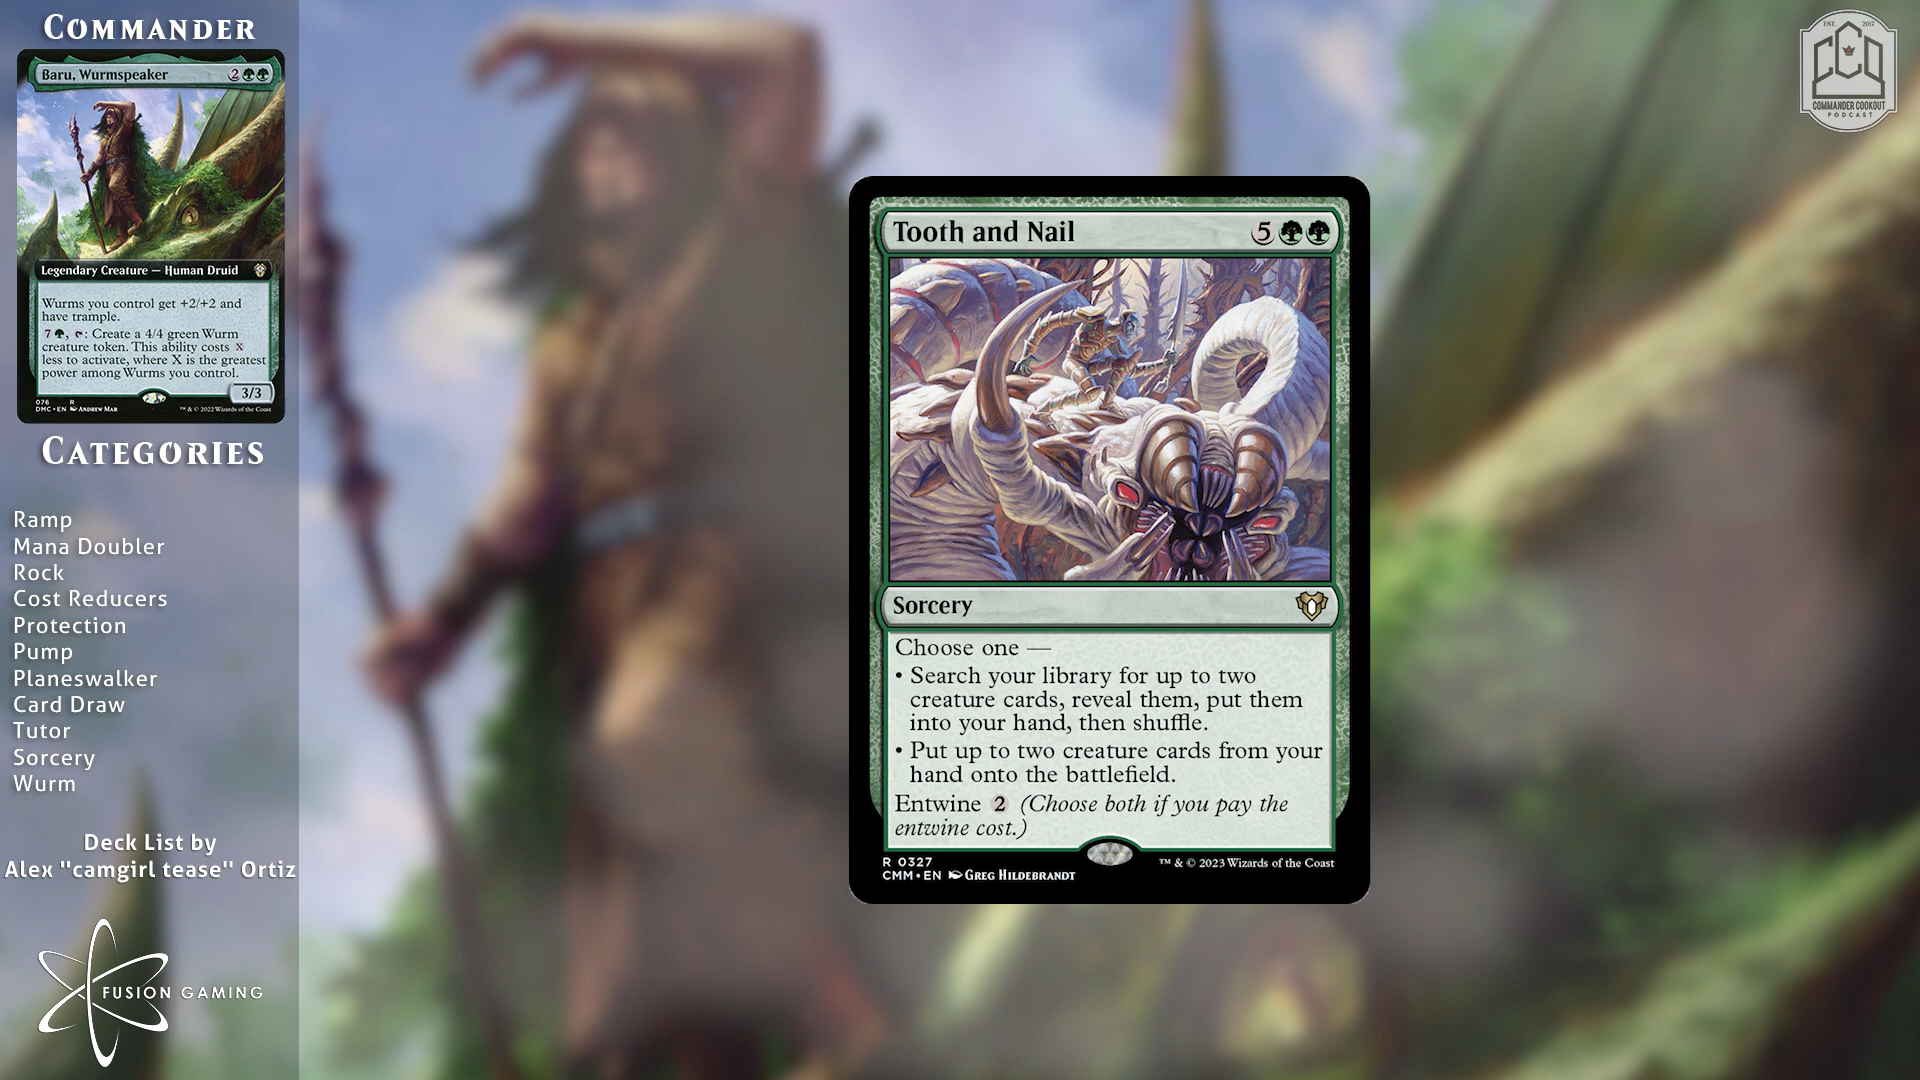 COMMANDER
Baru, Wurmspeaker 2
Legendary Creature — Human Druid
Wurms you control get +2/+2 and
have trample.
7 , : Create a 4/4 green Wurm
creature token. This ability costs X
less to activate, where X is the greatest
power among Wurms you control.
3/3
076 R
DMC • EN ANDREW MAR ™ & © 2022 Wizards of the Coast
CATEGORIES
Ramp
Mana Doubler
Rock
Cost Reducers
Protection
Pump
Planeswalker
Card Draw
Tutor
Sorcery
Wurm
Deck List by
Alex "camgirl tease" Ortiz
FUSION GAMING
Tooth and Nail 5
Sorcery
Choose one —
• Search your library for up to two
creature cards, reveal them, put them
into your hand, then shuffle.
• Put up to two creature cards from your
hand onto the battlefield.
Entwine 2 (Choose both if you pay the
entwine cost.)
R 0327
CMM • EN GREG HILDEBRANDT ™ & © 2023 Wizards of the Coast
EST. 2017
CCO
COMMANDER COOKOUT
PODCAST